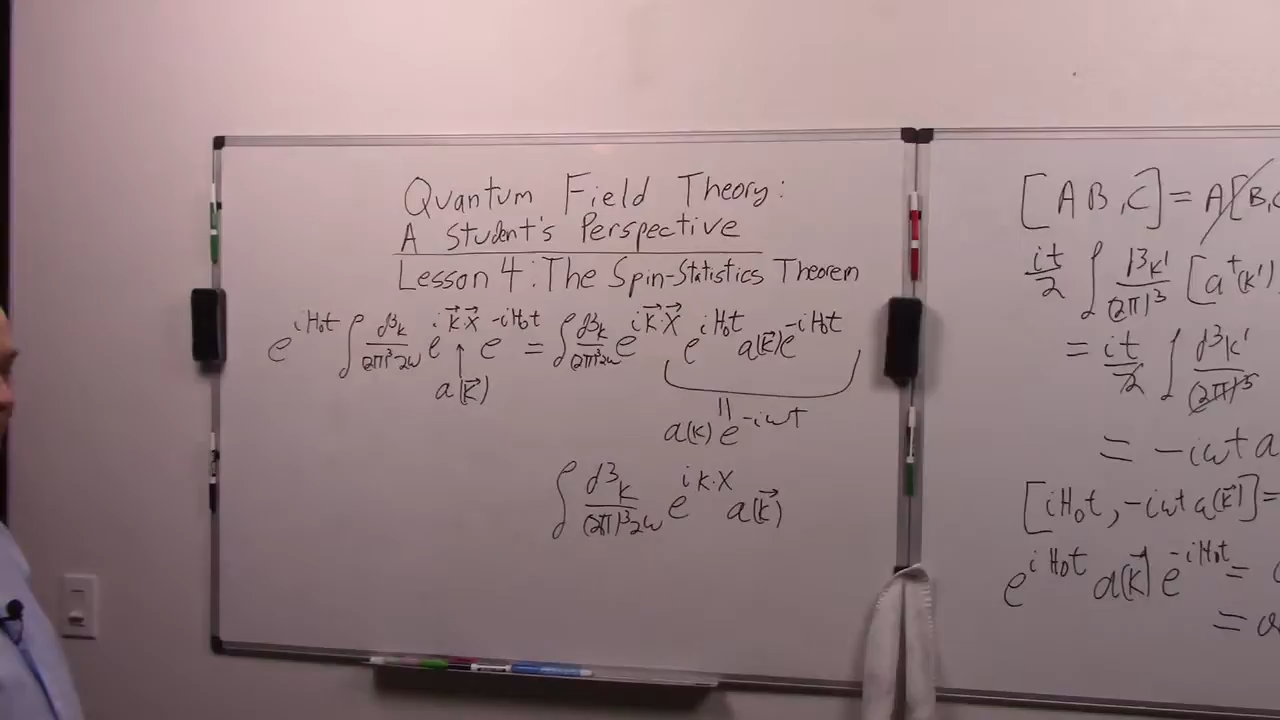 Quantum Field Theory:
A Student's Perspective
Lesson 4: The Spin-Statistics Theorem
e^{iH₀t} ∫ d³k/(2π)³2ω e^{i k⃗·x⃗} e^{-iH₀t} = ∫ d³k/(2π)³2ω e^{i k⃗·x⃗} e^{iH₀t} a(k⃗) e^{-iH₀t}
↑
a(k⃗)
||
a(k) e^{-iωt}
∫ d³k/(2π)³2ω e^{ik·x} a(k⃗)
[AB,C] = A[B,C
it/2 ∫ d³k'/(2π)³ [a†(k')
= it/2 ∫ d³k'/(2π)³
= -iωt a
[iH₀t, -iωt a(k⃗)] =
e^{iH₀t} a(k⃗) e^{-iH₀t} =
= a